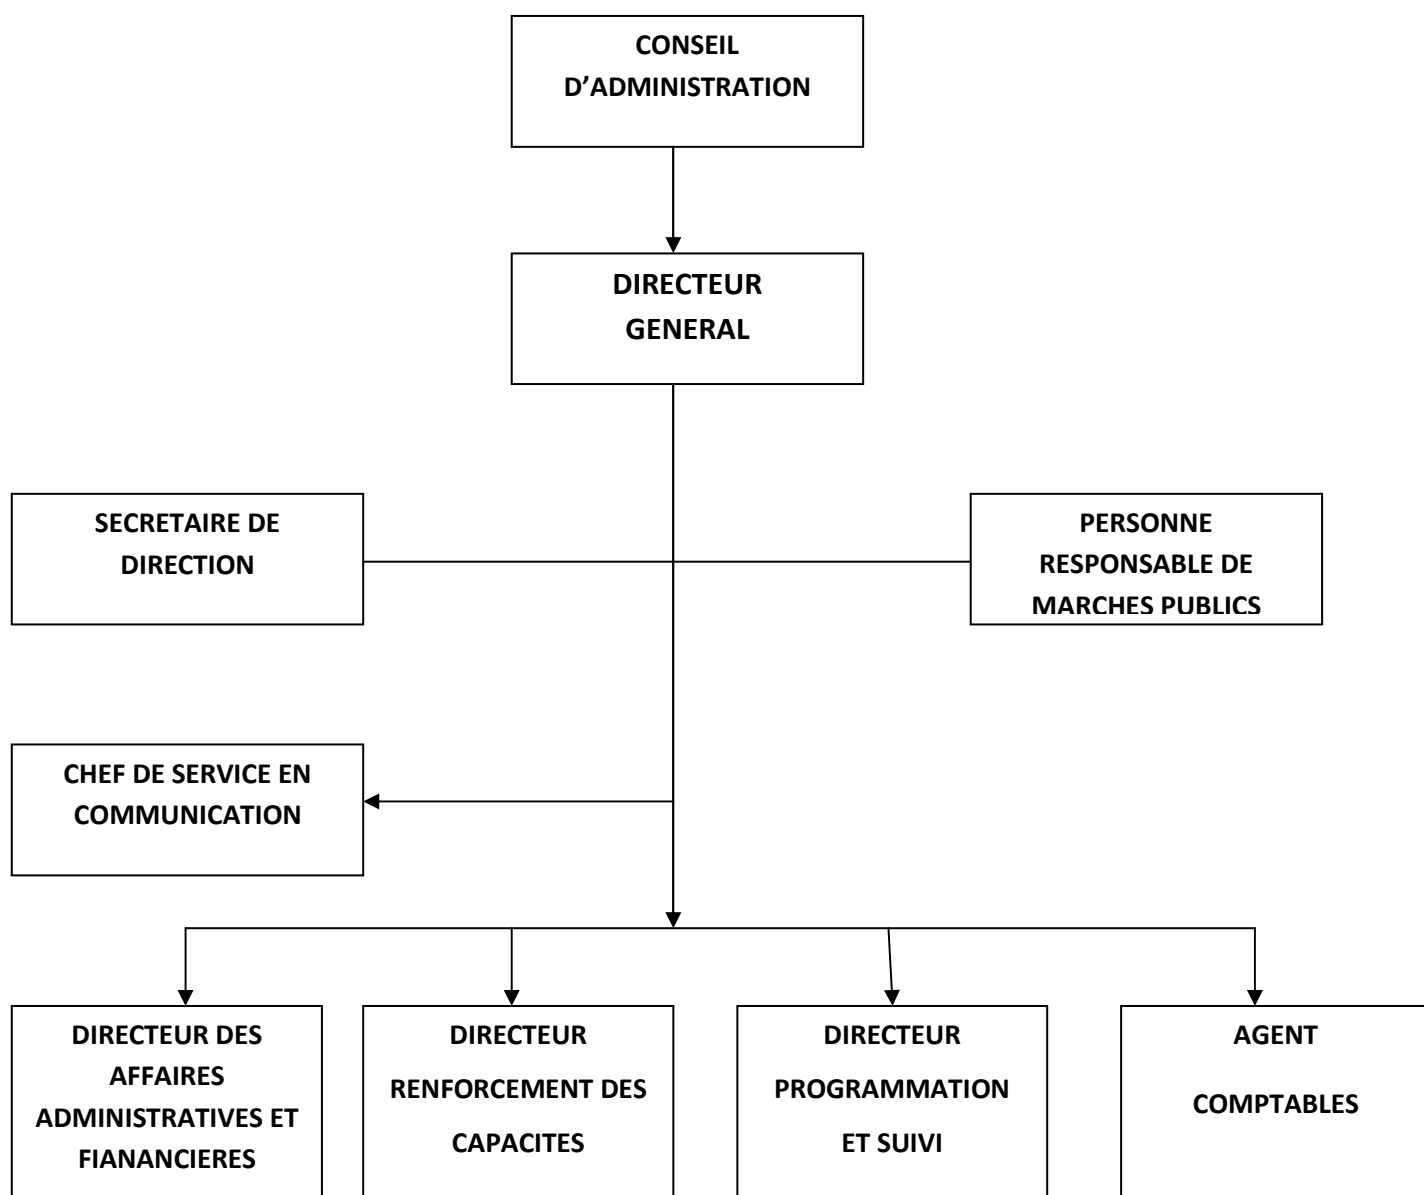 CONSEIL
D’ADMINISTRATION
DIRECTEUR
GENERAL
SECRETAIRE DE
DIRECTION
PERSONNE
RESPONSABLE DE
MARCHES PUBLICS
CHEF DE SERVICE EN
COMMUNICATION
DIRECTEUR DES
AFFAIRES
ADMINISTRATIVES ET
FIANANCIERES
DIRECTEUR
RENFORCEMENT DES
CAPACITES
DIRECTEUR
PROGRAMMATION
ET SUIVI
AGENT
COMPTABLES